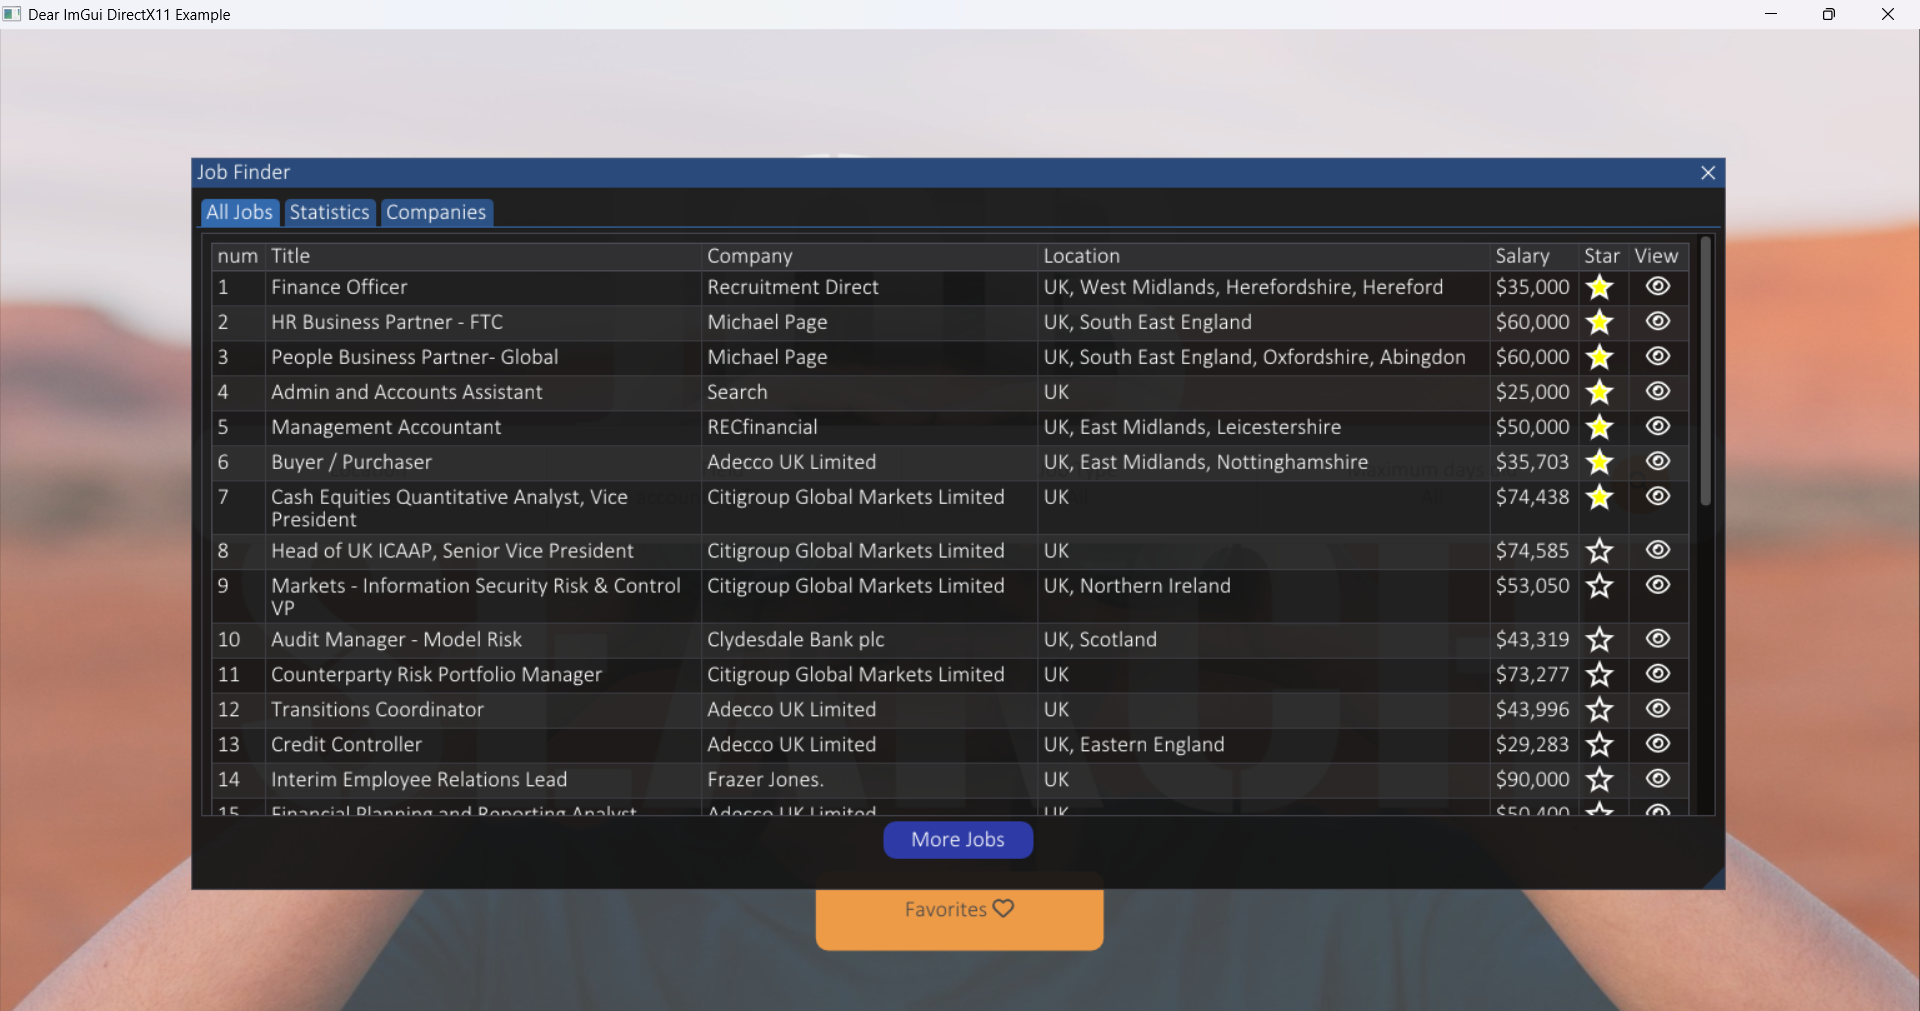 Dear ImGui DirectX11 Example
Job Finder
All Jobs Statistics Companies
num Title Company Location Salary Star View
1 Finance Officer Recruitment Direct UK, West Midlands, Herefordshire, Hereford $35,000
2 HR Business Partner - FTC Michael Page UK, South East England $60,000
3 People Business Partner- Global Michael Page UK, South East England, Oxfordshire, Abingdon $60,000
4 Admin and Accounts Assistant Search UK $25,000
5 Management Accountant RECfinancial UK, East Midlands, Leicestershire $50,000
6 Buyer / Purchaser Adecco UK Limited UK, East Midlands, Nottinghamshire $35,703
7 Cash Equities Quantitative Analyst, Vice Citigroup Global Markets Limited UK $74,438
President
8 Head of UK ICAAP, Senior Vice President Citigroup Global Markets Limited UK $74,585
9 Markets - Information Security Risk & Control Citigroup Global Markets Limited UK, Northern Ireland $53,050
VP
10 Audit Manager - Model Risk Clydesdale Bank plc UK, Scotland $43,319
11 Counterparty Risk Portfolio Manager Citigroup Global Markets Limited UK $73,277
12 Transitions Coordinator Adecco UK Limited UK $43,996
13 Credit Controller Adecco UK Limited UK, Eastern England $29,283
14 Interim Employee Relations Lead Frazer Jones. UK $90,000
15 Financial Planning and Reporting Analyst Adecco UK Limited UK $50,400
More Jobs
Favorites